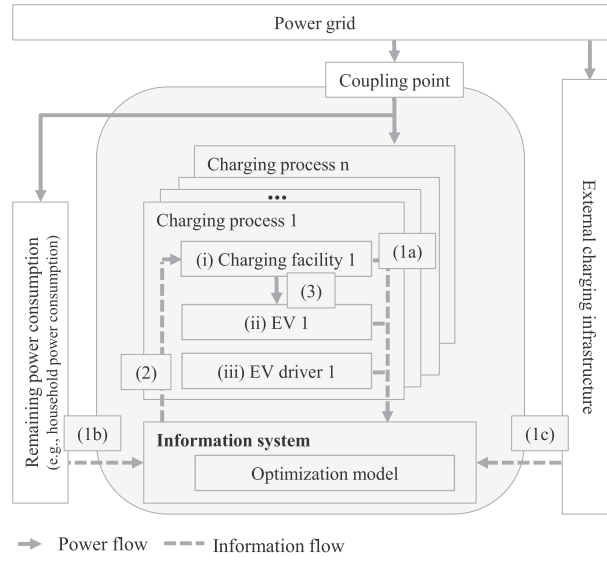 Power grid
Coupling point
Charging process n
...
Charging process 1
(1a)
(i) Charging facility 1
(3)
(ii) EV 1
(2)
(iii) EV driver 1
Remaining power consumption
(e.g., household power consumption)
External charging infrastructure
(1b)
(1c)
Information system
Optimization model
Power flow
Information flow